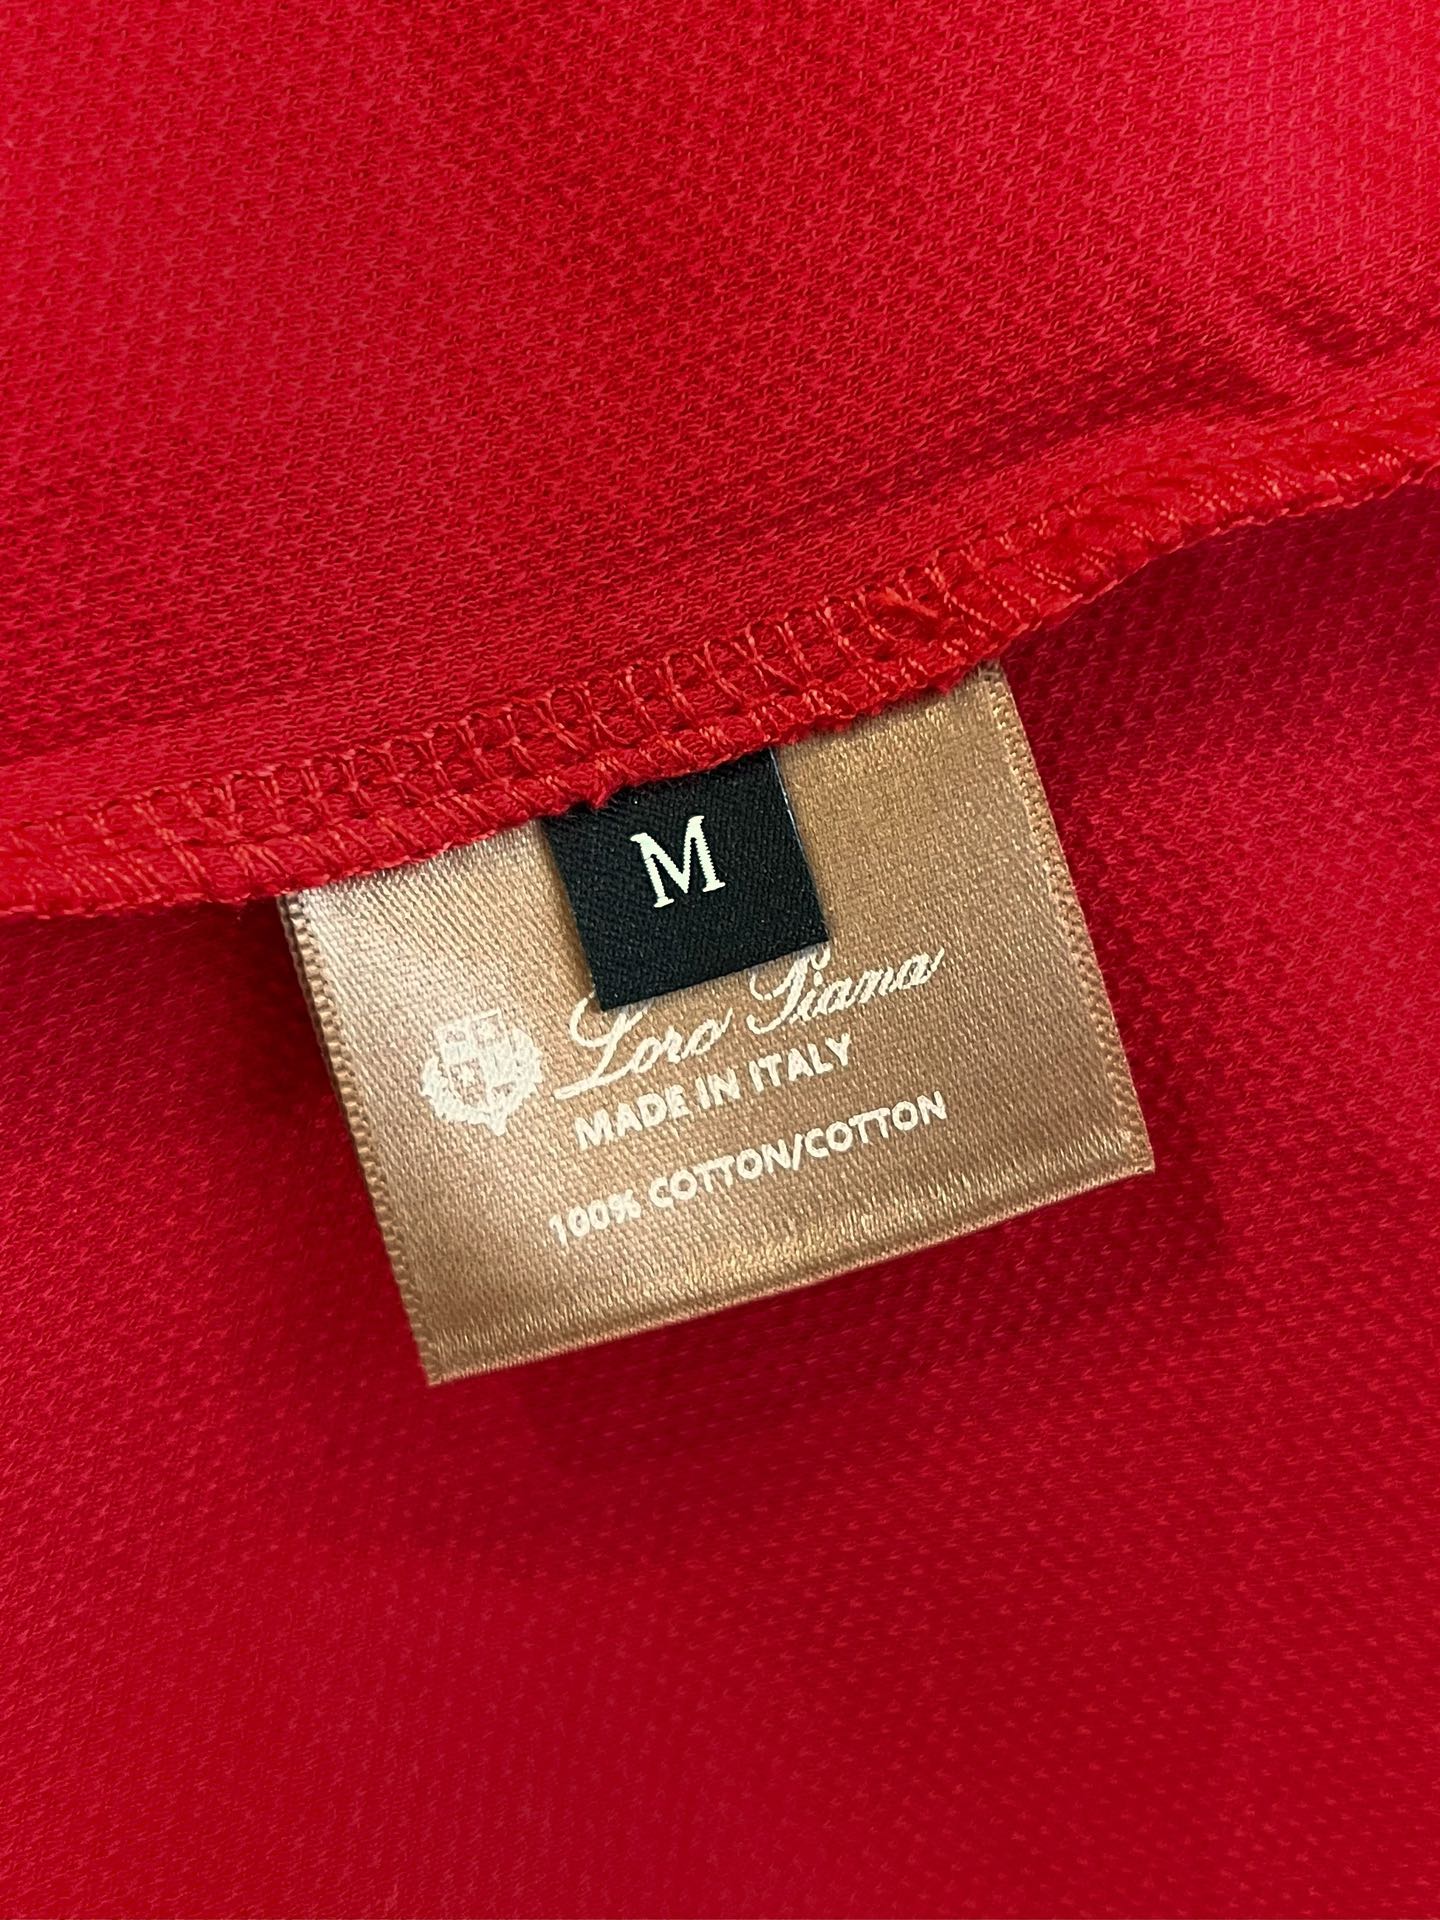 M
Loro Piana
MADE IN ITALY
100% COTTON/COTTON